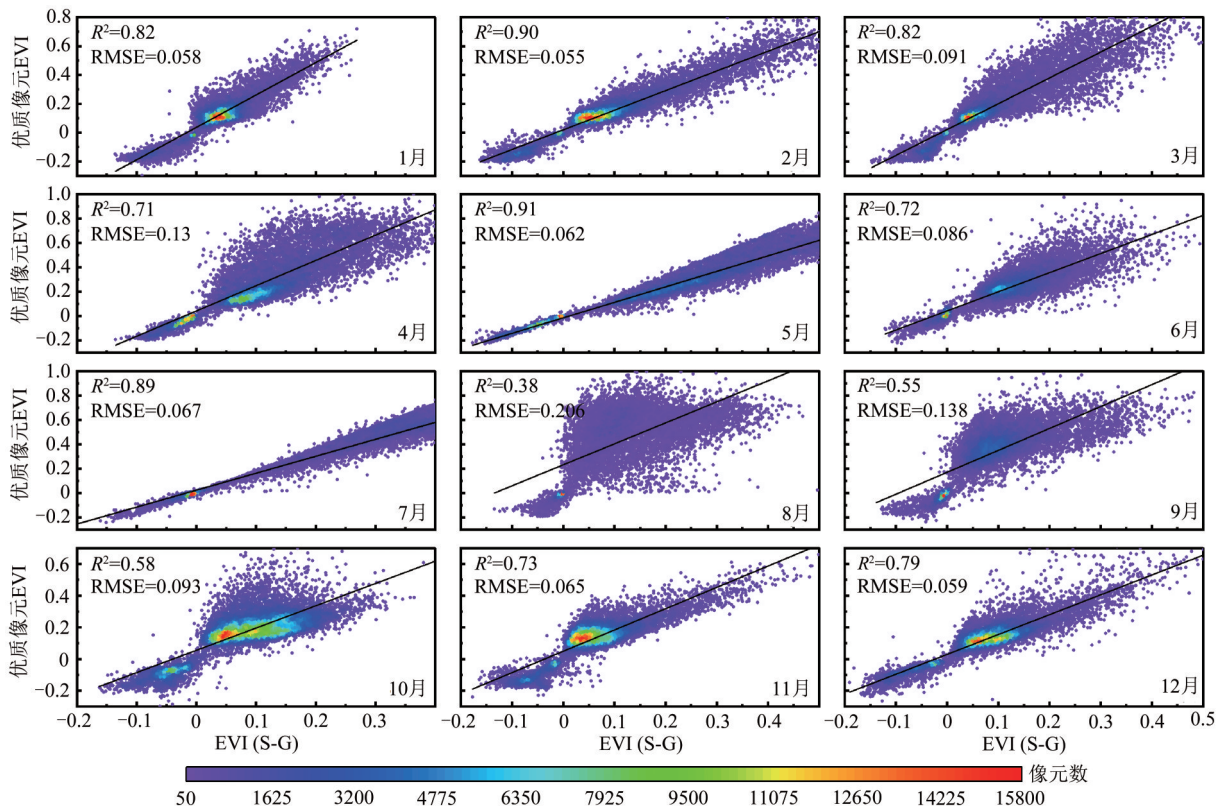 优质像元EVI
0.8
0.6
0.4
0.2
0
−0.2
R²=0.82
RMSE=0.058
1月
R²=0.90
RMSE=0.055
2月
R²=0.82
RMSE=0.091
3月
优质像元EVI
1.0
0.8
0.6
0.4
0.2
0
−0.2
R²=0.71
RMSE=0.13
4月
R²=0.91
RMSE=0.062
5月
R²=0.72
RMSE=0.086
6月
优质像元EVI
1.0
0.8
0.6
0.4
0.2
0
−0.2
R²=0.89
RMSE=0.067
7月
R²=0.38
RMSE=0.206
8月
R²=0.55
RMSE=0.138
9月
优质像元EVI
0.6
0.4
0.2
0
−0.2
R²=0.58
RMSE=0.093
10月
R²=0.73
RMSE=0.065
11月
R²=0.79
RMSE=0.059
12月
−0.2 −0.1 0 0.1 0.2 0.3
−0.2 −0.1 0 0.1 0.2 0.3 0.4
−0.2 −0.1 0 0.1 0.2 0.3 0.4 0.5
EVI (S-G)
EVI (S-G)
EVI (S-G)
像元数
50 1625 3200 4775 6350 7925 9500 11075 12650 14225 15800